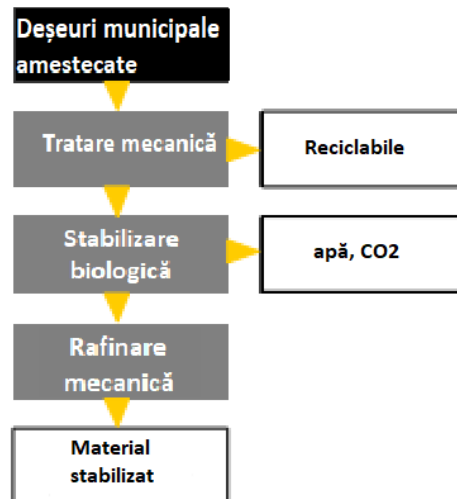 Deșeuri municipale
amestecate
Tratare mecanică
Reciclabile
Stabilizare
biologică
apă, CO2
Rafinare
mecanică
Material
stabilizat